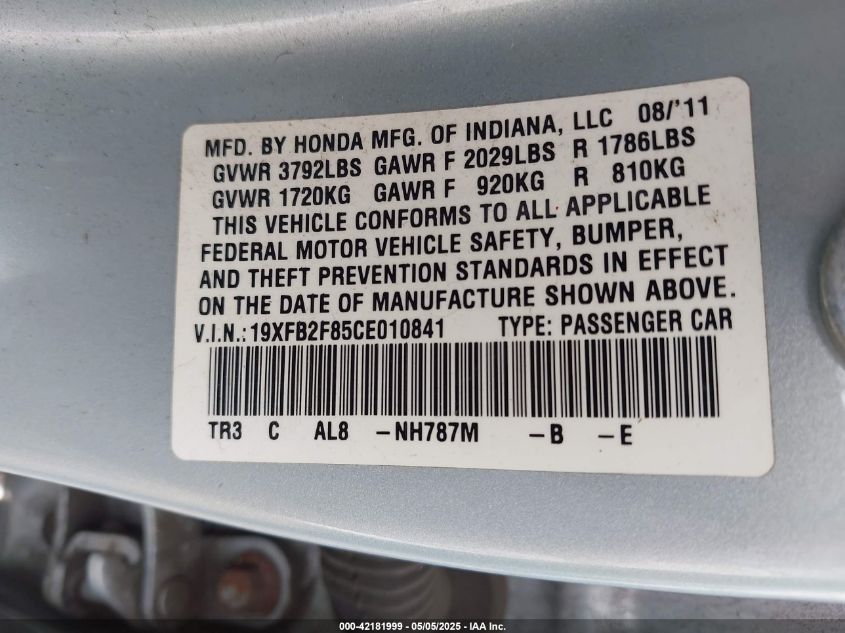 MFD. BY HONDA MFG. OF INDIANA, LLC 08/'11
GVWR 3792LBS GAWR F 2029LBS R 1786LBS
GVWR 1720KG GAWR F 920KG R 810KG
THIS VEHICLE CONFORMS TO ALL APPLICABLE
FEDERAL MOTOR VEHICLE SAFETY, BUMPER,
AND THEFT PREVENTION STANDARDS IN EFFECT
ON THE DATE OF MANUFACTURE SHOWN ABOVE.
V.I.N.: 19XFB2F85CE010841 TYPE: PASSENGER CAR
TR3 C AL8 -NH787M -B -E
000-42181999 - 05/05/2025 - IAA Inc.